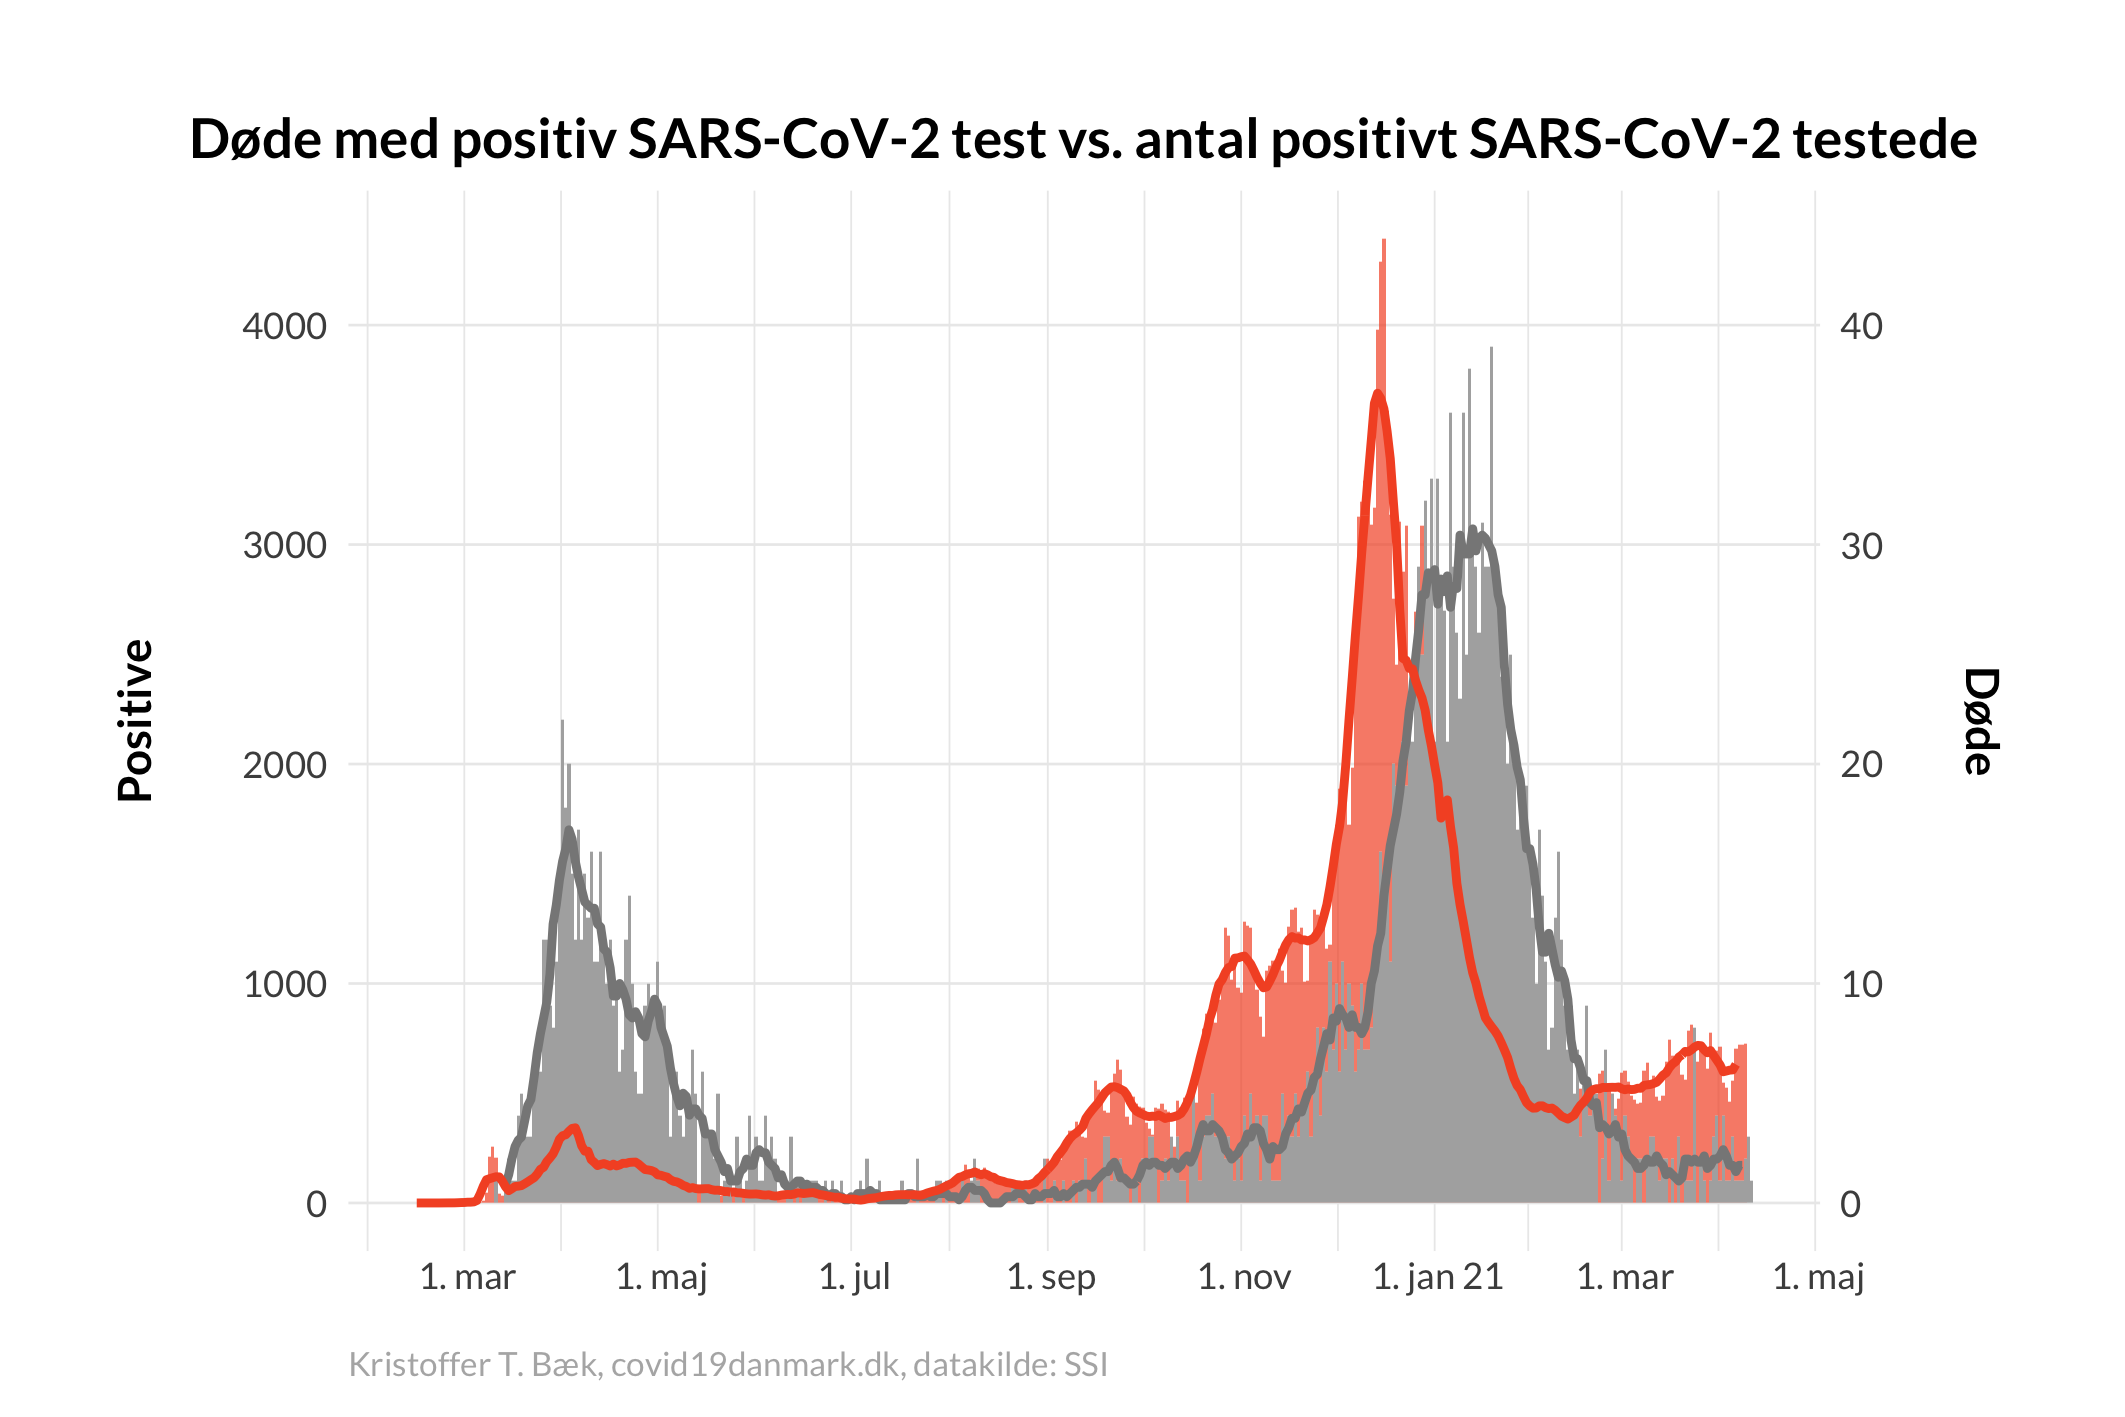 Døde med positiv SARS-CoV-2 test vs. antal positivt SARS-CoV-2 testede
Positive
4000
3000
2000
1000
0
40
30
20
10
0
Døde
1. mar
1. maj
1. jul
1. sep
1. nov
1. jan 21
1. mar
1. maj
Kristoffer T. Bæk, covid19danmark.dk, datakilde: SSI